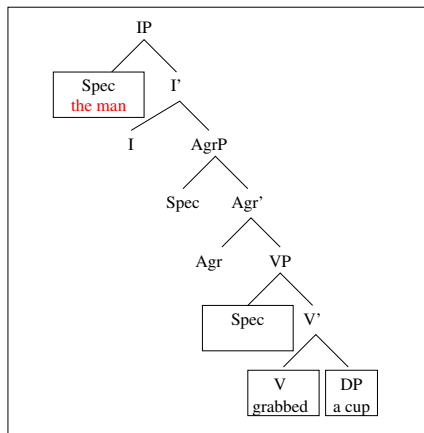 IP
Spec I’
the man
I AgrP
Spec Agr’
Agr VP
Spec V’
V DP
grabbed a cup